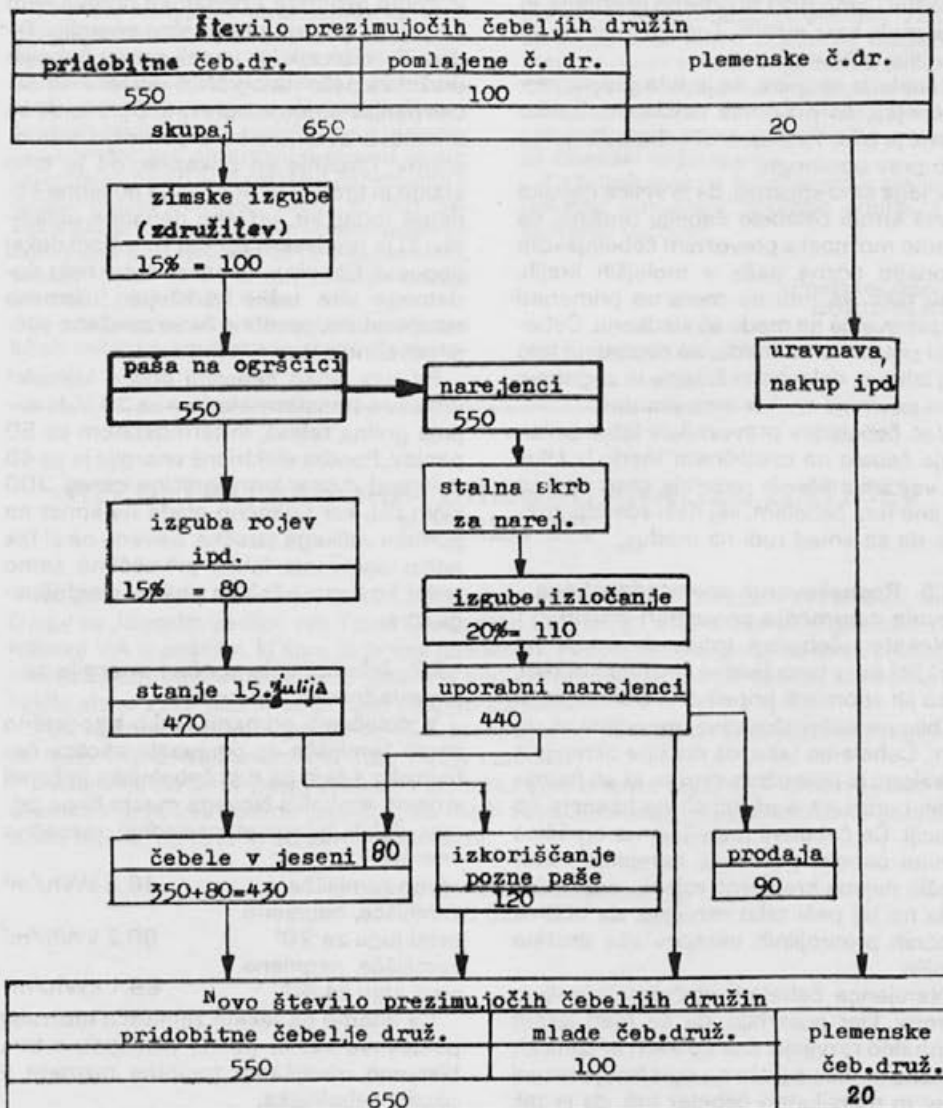 Število prezimujočih čebeljih družin
pridobitna čeb.dr.
pomlajene č. dr.
plemenske č.dr.
550
100
skupaj 650
20
zimske izgube
(združitev)
15% = 100
paša na ogrščici
550
narejenci
550
uravnava,
nakup ipd.
izguba rojev
ipd.
15% = 80
stalna skrb
za narej.
izgube,izločanje
20%= 110
stanje 15.julija
470
uporabni narejenci
440
čebele v jeseni
350+80=430
80
izkoriščanje
pozne paše
120
prodaja
90
Novo število prezimujočih čebeljih družin
pridobitne čebelje druž.
mlade čeb.druž.
plemenske
čeb.druž.
550
100
650
20